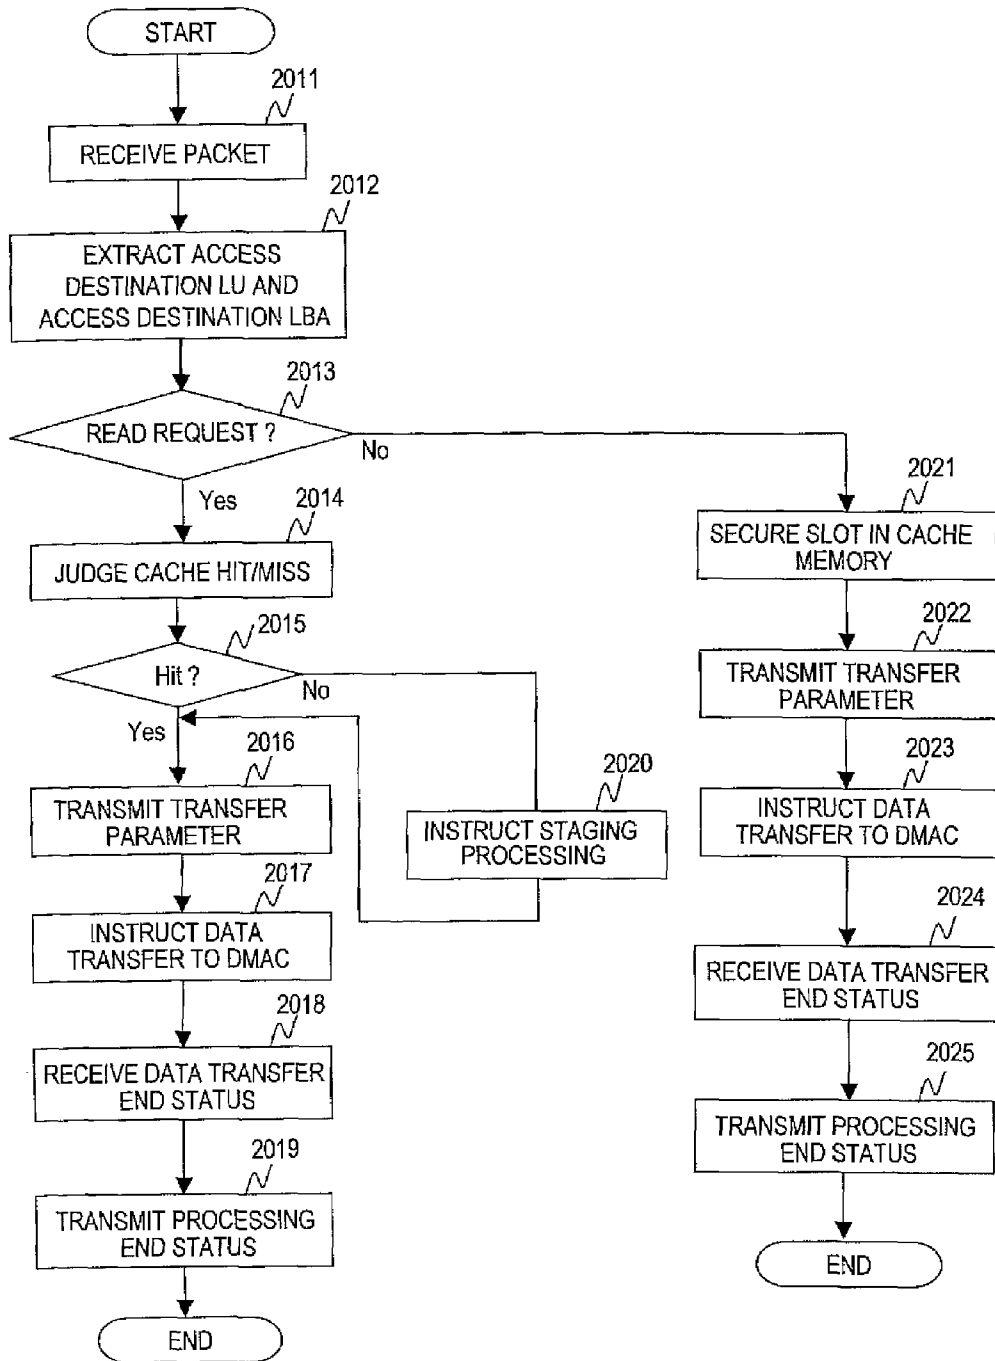 START
2011
RECEIVE PACKET
2012
EXTRACT ACCESS
DESTINATION LU AND
ACCESS DESTINATION LBA
2013
READ REQUEST ?
No
Yes
2014
JUDGE CACHE HIT/MISS
2015
Hit ?
No
Yes
2016
TRANSMIT TRANSFER
PARAMETER
2017
INSTRUCT DATA
TRANSFER TO DMAC
2018
RECEIVE DATA TRANSFER
END STATUS
2019
TRANSMIT PROCESSING
END STATUS
END
2020
INSTRUCT STAGING
PROCESSING
2021
SECURE SLOT IN CACHE
MEMORY
2022
TRANSMIT TRANSFER
PARAMETER
2023
INSTRUCT DATA
TRANSFER TO DMAC
2024
RECEIVE DATA TRANSFER
END STATUS
2025
TRANSMIT PROCESSING
END STATUS
END